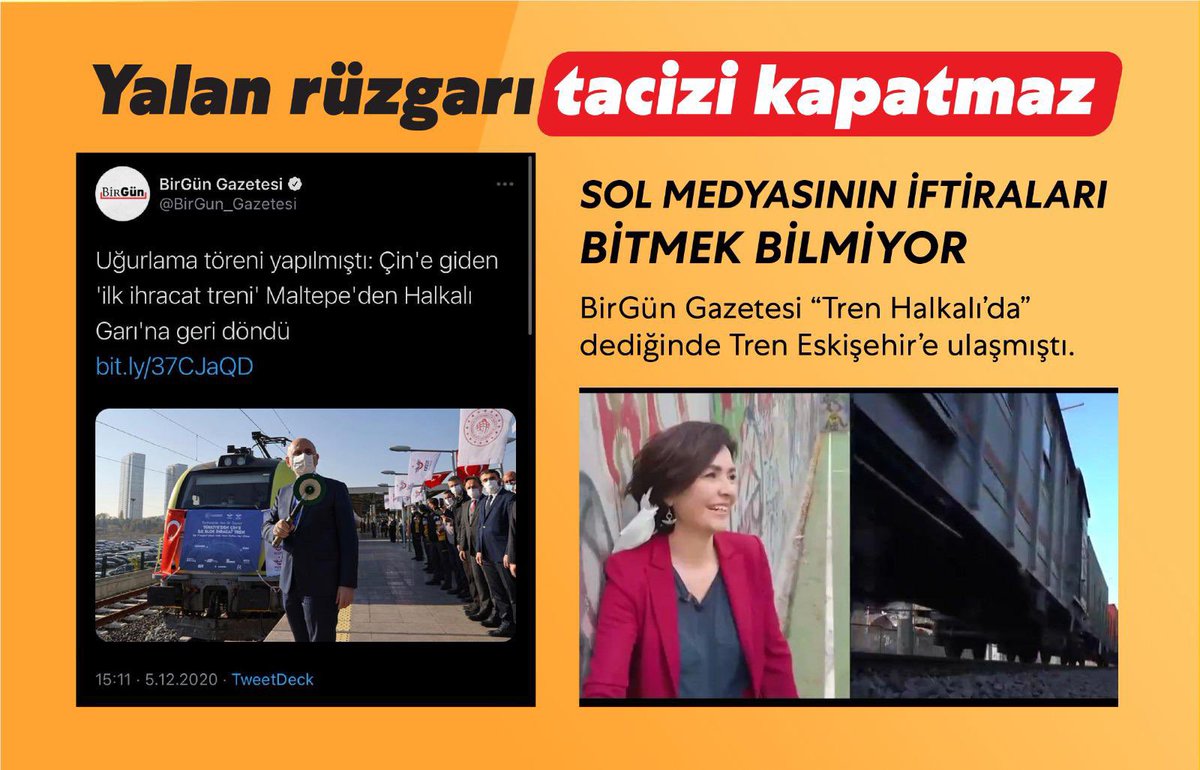 Yalan rüzgarı tacizi kapatmaz
BirGün
BirGün Gazetesi
@BirGun_Gazetesi
Uğurlama töreni yapılmıştı: Çin'e giden
'ilk ihracat treni' Maltepe'den Halkalı
Garı'na geri döndü
bit.ly/37CJaQD
15:11 · 5.12.2020 · TweetDeck
SOL MEDYASININ İFTİRALARI
BİTMEK BİLMİYOR
BirGün Gazetesi “Tren Halkalı’da”
dediğinde Tren Eskişehir’e ulaşmıştı.